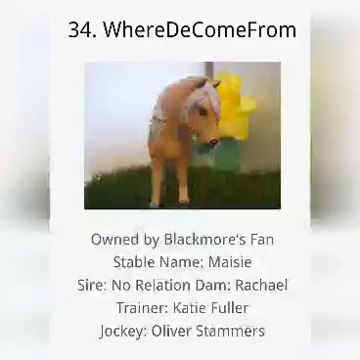 34. WhereDeComeFrom
Owned by Blackmore's Fan
Stable Name: Maisie
Sire: No Relation Dam: Rachael
Trainer: Katie Fuller
Jockey: Oliver Stammers